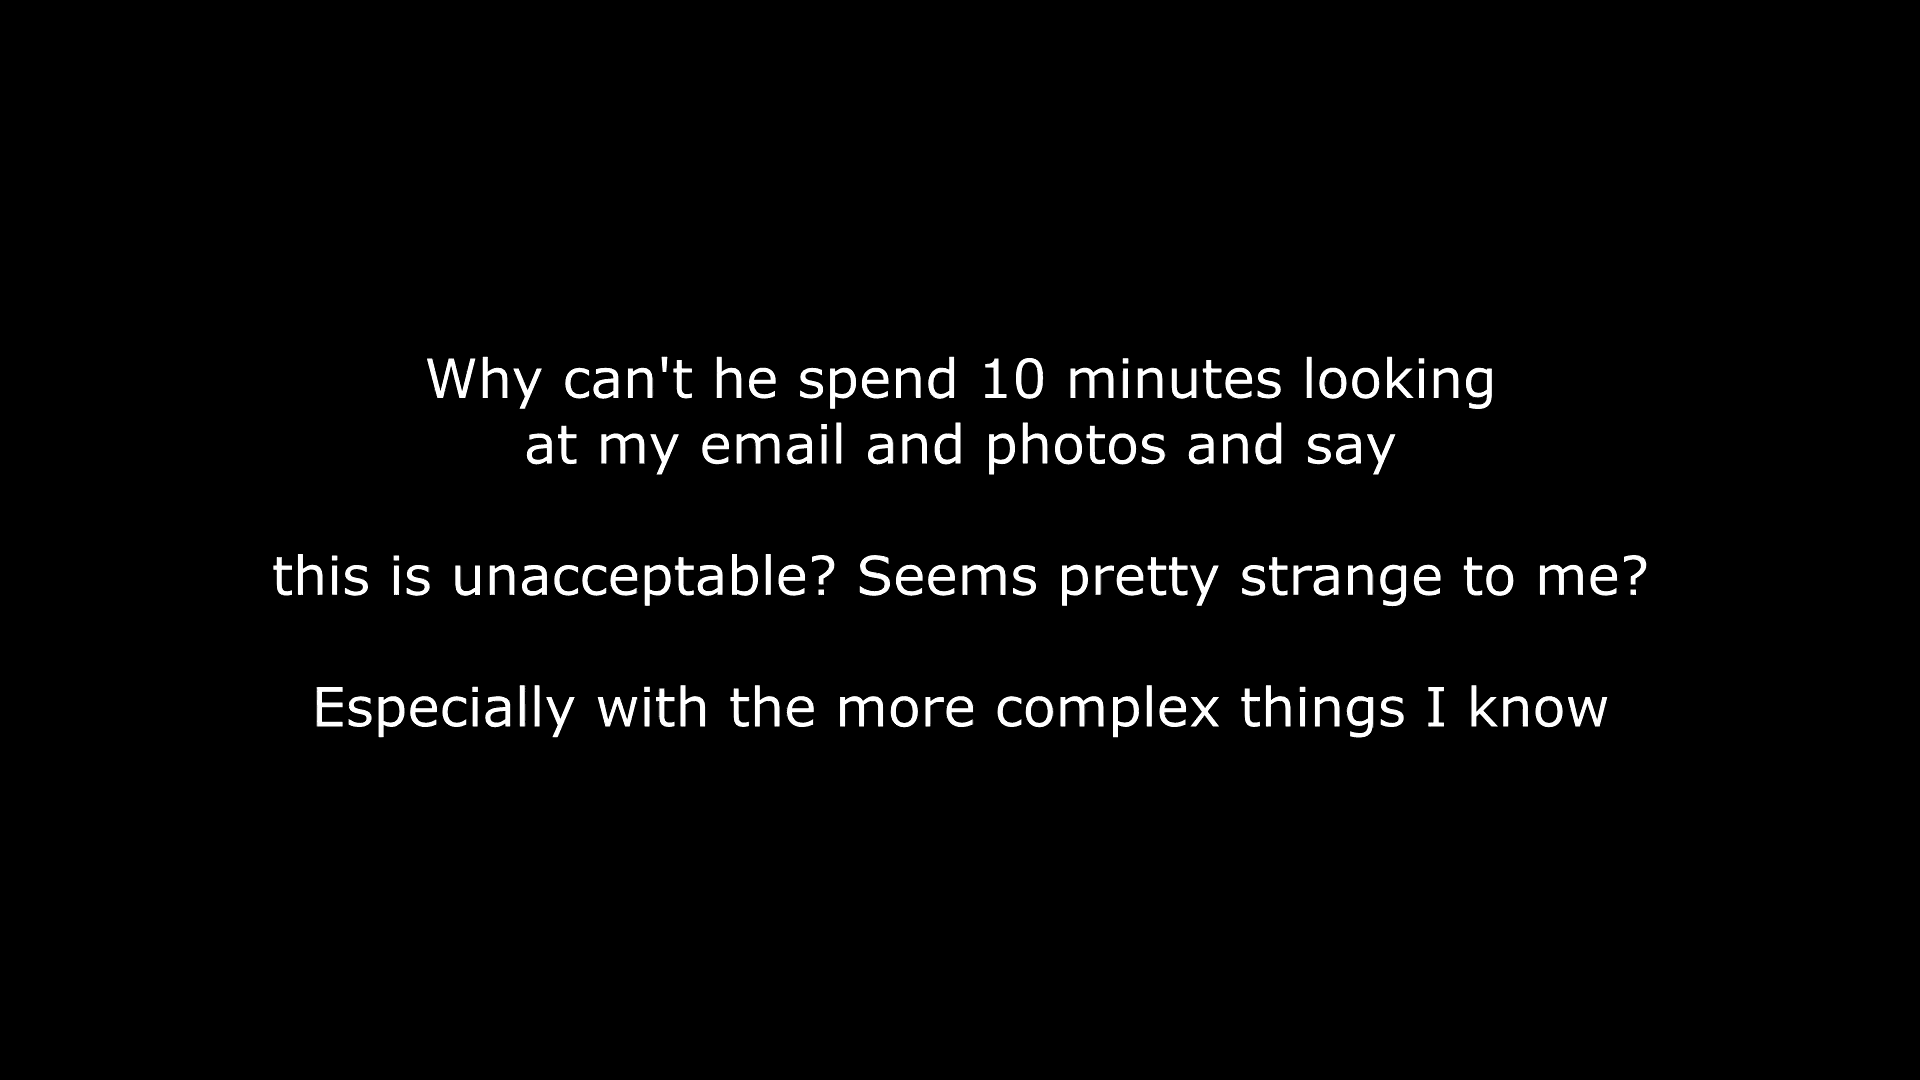 Why can't he spend 10 minutes looking
at my email and photos and say
this is unacceptable? Seems pretty strange to me?
Especially with the more complex things I know